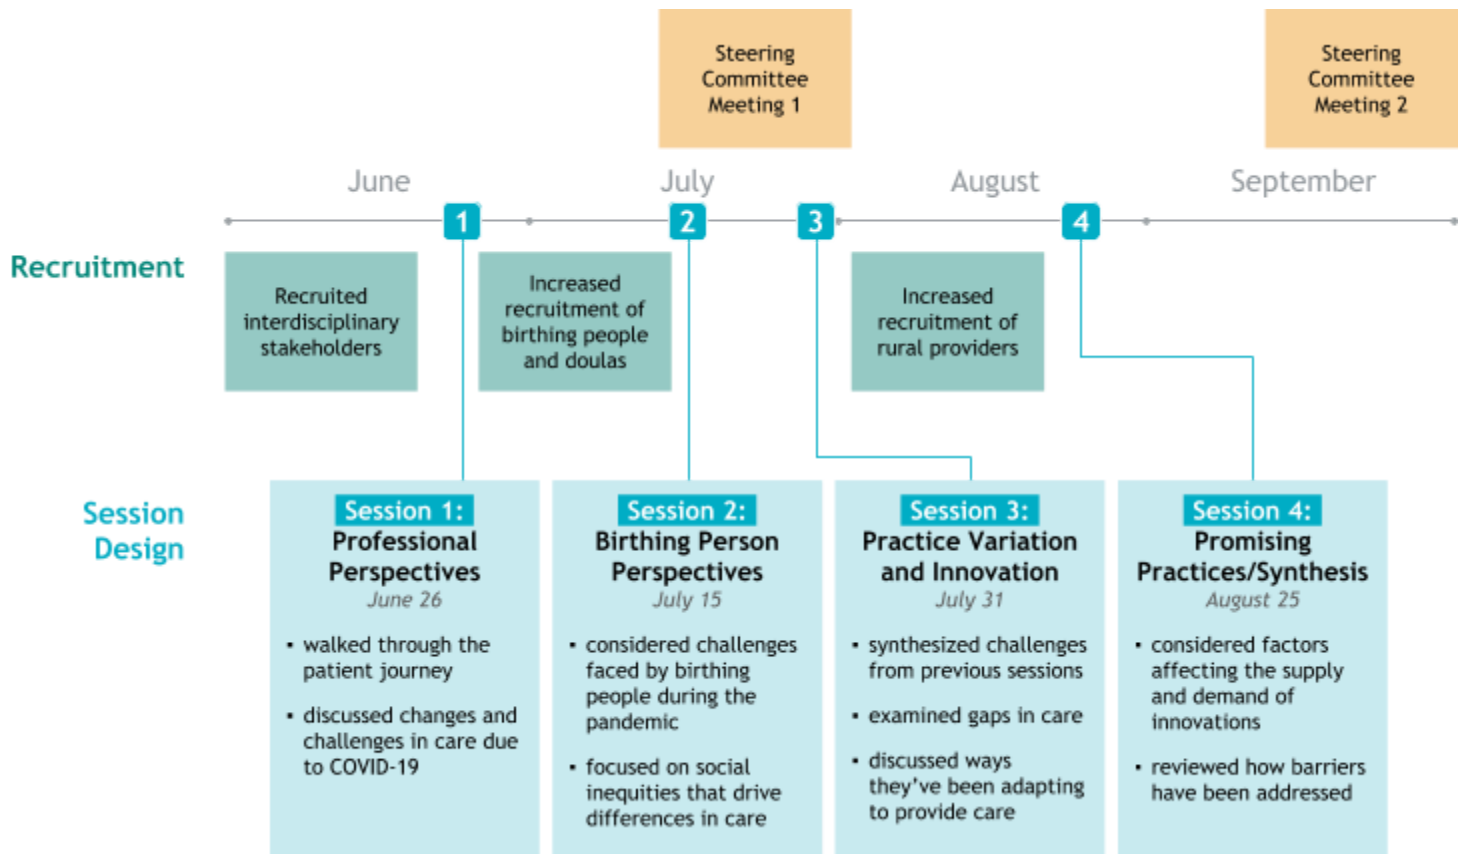 Steering
Committee
Meeting 1
Steering
Committee
Meeting 2
June
July
August
September
1
2
3
4
Recruitment
Recruited
interdisciplinary
stakeholders
Increased
recruitment of
birthing people
and doulas
Increased
recruitment of
rural providers
Session
Design
Session 1:
Professional
Perspectives
June 26
▪ walked through the
patient journey
▪ discussed changes and
challenges in care due
to COVID-19
Session 2:
Birthing Person
Perspectives
July 15
▪ considered challenges
faced by birthing
people during the
pandemic
▪ focused on social
inequities that drive
differences in care
Session 3:
Practice Variation
and Innovation
July 31
▪ synthesized challenges
from previous sessions
▪ examined gaps in care
▪ discussed ways
they've been adapting
to provide care
Session 4:
Promising
Practices/Synthesis
August 25
▪ considered factors
affecting the supply
and demand of
innovations
▪ reviewed how barriers
have been addressed